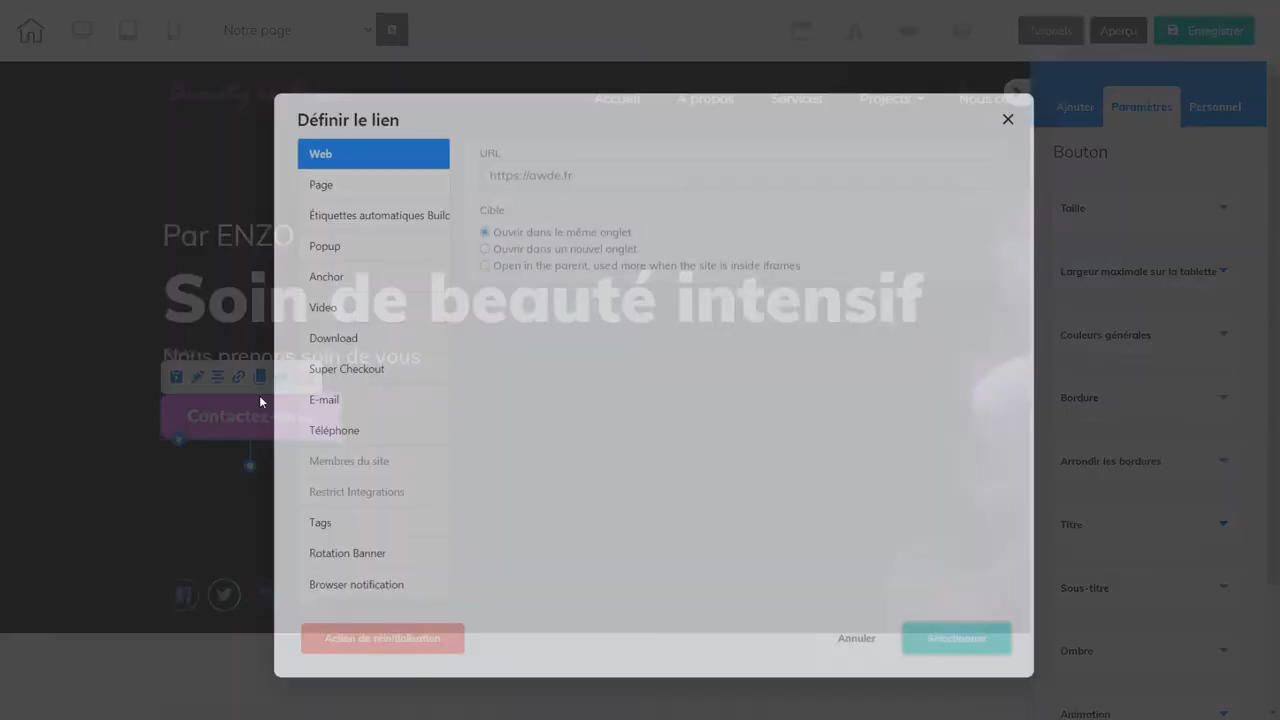 Notre page
Tutoriels
Aperçu
Enregistrer
Accueil
A propos
Services
Projects
Ajouter
Paramètres
Personnel
Définir le lien
Web
Page
Étiquettes automatiques Builc
Popup
Anchor
Video
Download
Super Checkout
E-mail
Téléphone
Membres du site
Restrict Integrations
Tags
Rotation Banner
Browser notification
URL
https://awde.fr
Cible
Ouvrir dans le même onglet
Ouvrir dans un nouvel onglet
Open in the parent, used more when the site is inside iframes
Action de réinitialisation
Annuler
Sélectionner
Par ENZO
Soin de beauté intensif
Nous prenons soin de vous
Bouton
Taille
Largeur maximale sur la tablette
Couleurs générales
Bordure
Arrondir les bordures
Titre
Sous-titre
Ombre
Animation